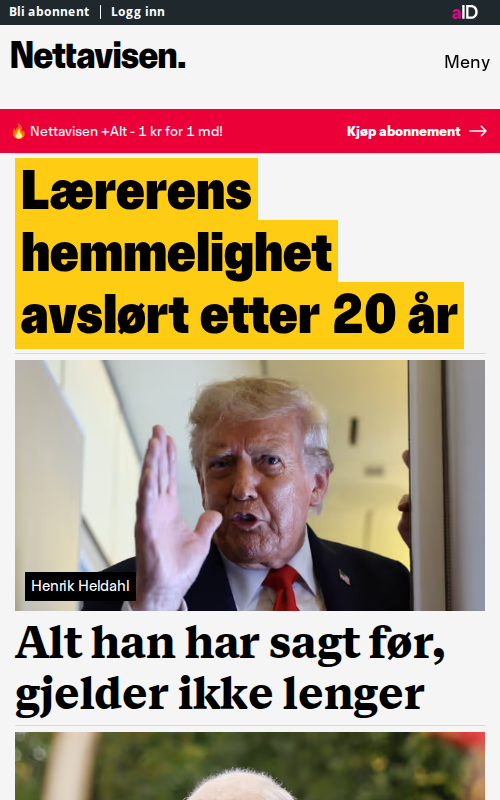 Bli abonnent | Logg inn
aID
Nettavisen.
Meny
🔥 Nettavisen +Alt - 1 kr for 1 md!
Kjøp abonnement →
Lærerens
hemmelighet
avslørt etter 20 år
Henrik Heldahl
Alt han har sagt før,
gjelder ikke lenger